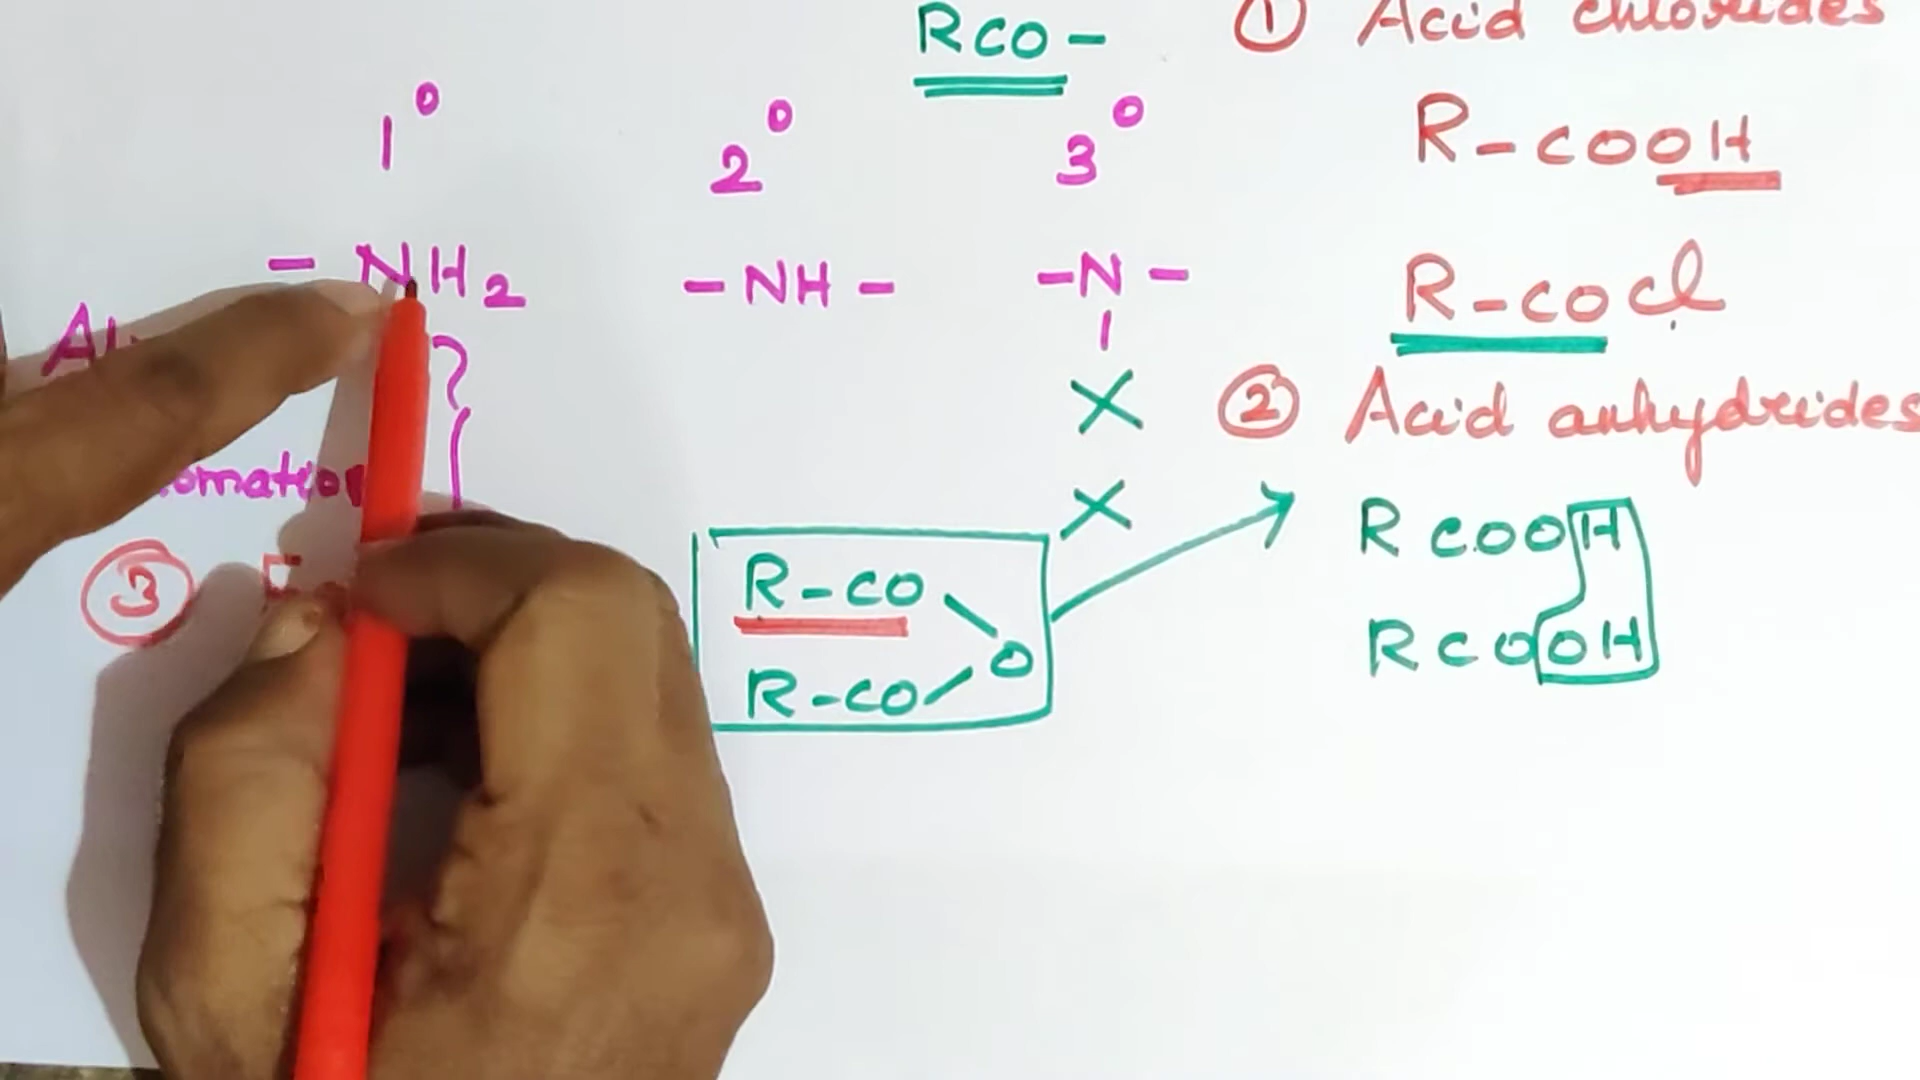 RCO-
① Acid chlorides
1° 2° 3°
R-COOH
- NH2 -NH- -N-
R-COCl
② Acid anhydrides
X
X
RCOOH
③
R-CO
O
R-CO
RCOOH